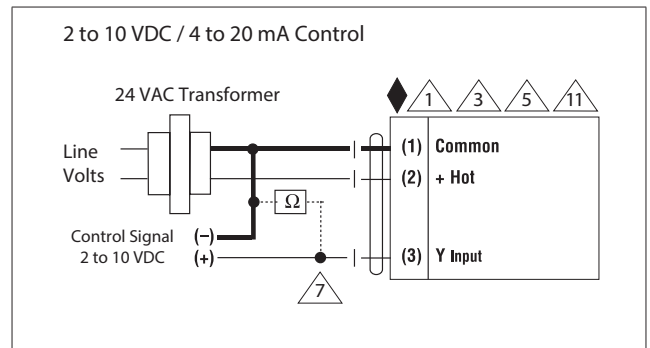 2 to 10 VDC / 4 to 20 mA Control
24 VAC Transformer
1 3 5 11
Line
Volts
(1) Common
(2) + Hot
Ω
Control Signal (–)
2 to 10 VDC (+)
(3) Y Input
7